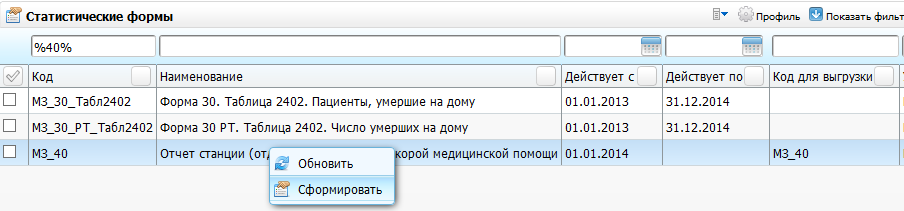 Статистические формы Профиль Показать фильт
%40%
Код Наименование Действует с Действует по Код для выгрузки
МЗ_30_Табл2402 Форма 30. Таблица 2402. Пациенты, умершие на дому 01.01.2013 31.12.2014
МЗ_30_РТ_Табл2402 Форма 30 РТ. Таблица 2402. Число умерших на дому 01.01.2013 31.12.2014
МЗ_40 Отчет станции (от корой медицинской помощи 01.01.2014 МЗ_40
Обновить
Сформировать